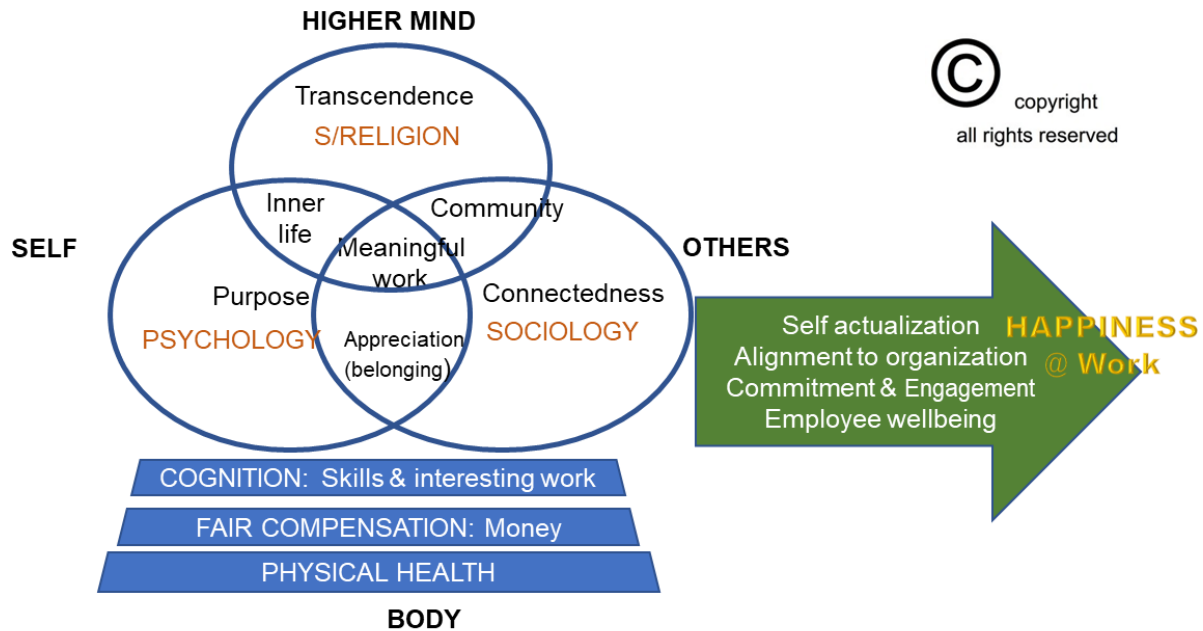 HIGHER MIND
©
copyright
all rights reserved
Transcendence
S/RELIGION
Inner
life
Community
Meaningful
work
SELF
OTHERS
Purpose
PSYCHOLOGY
Connectedness
SOCIOLOGY
Appreciation
(belonging)
Self actualization
Alignment to organization
Commitment & Engagement
Employee wellbeing
HAPPINESS
@ Work
COGNITION: Skills & interesting work
FAIR COMPENSATION: Money
PHYSICAL HEALTH
BODY